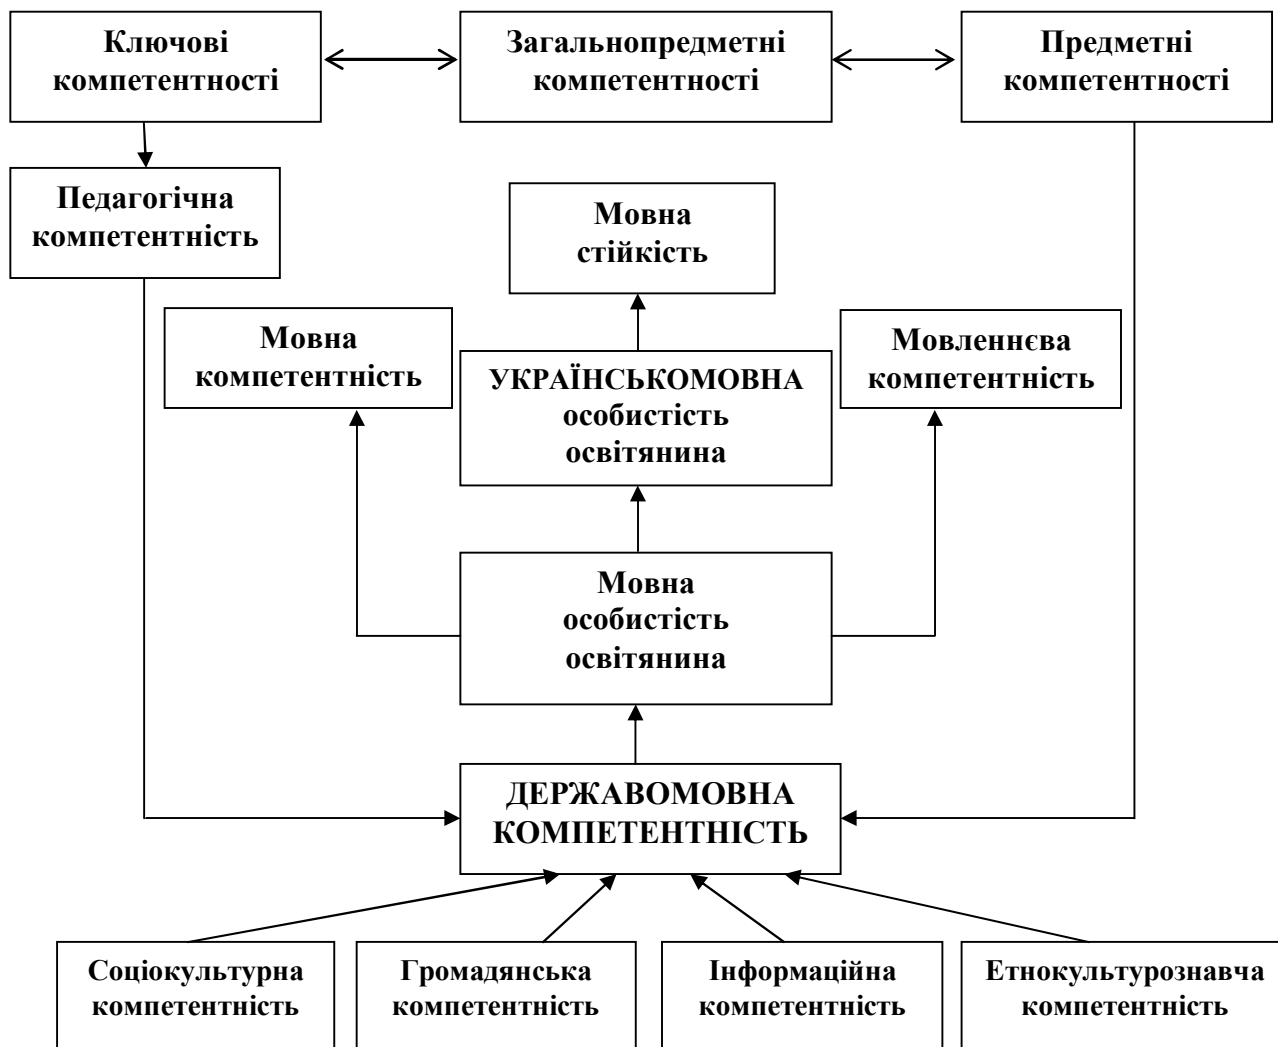 Ключові
компетентності
Загальнопредметні
компетентності
Предметні
компетентності
Педагогічна
компетентність
Мовна
стійкість
Мовна
компетентність
УКРАЇНСЬКОМОВНА
особистість
освітянина
Мовленнєва
компетентність
Мовна
особистість
освітянина
ДЕРЖАВОМОВНА
КОМПЕТЕНТНІСТЬ
Соціокультурна
компетентність
Громадянська
компетентність
Інформаційна
компетентність
Етнокультурознавча
компетентність